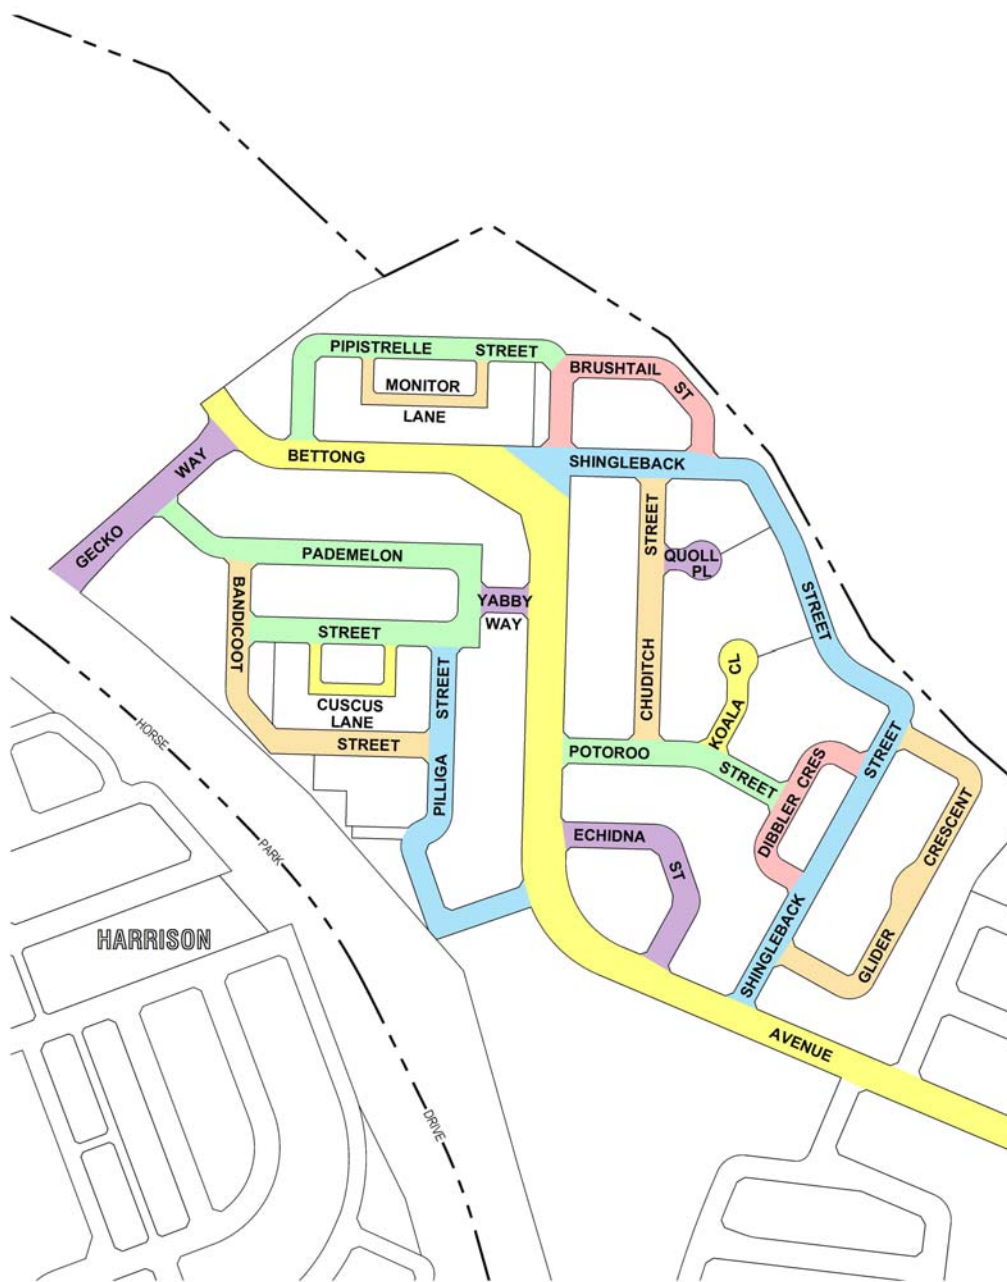 PIPISTRELLE STREET
BRUSHTAIL ST
MONITOR
LANE
BETTONG
SHINGLEBACK
GECKO WAY
STREET
QUOLL
PL
PADEMELON
BANDICOOT
YABBY
WAY
STREET
STREET
STREET
CHUDITCH
KOALA CL
CUSCUS
LANE
STREET
POTOROO
STREET
STREET
HORSE
PILLIGA
DIBBLER CRES
ECHIDNA
ST
CRESCENT
PARK
HARRISON
SHINGLEBACK
GLIDER
AVENUE
DRIVE